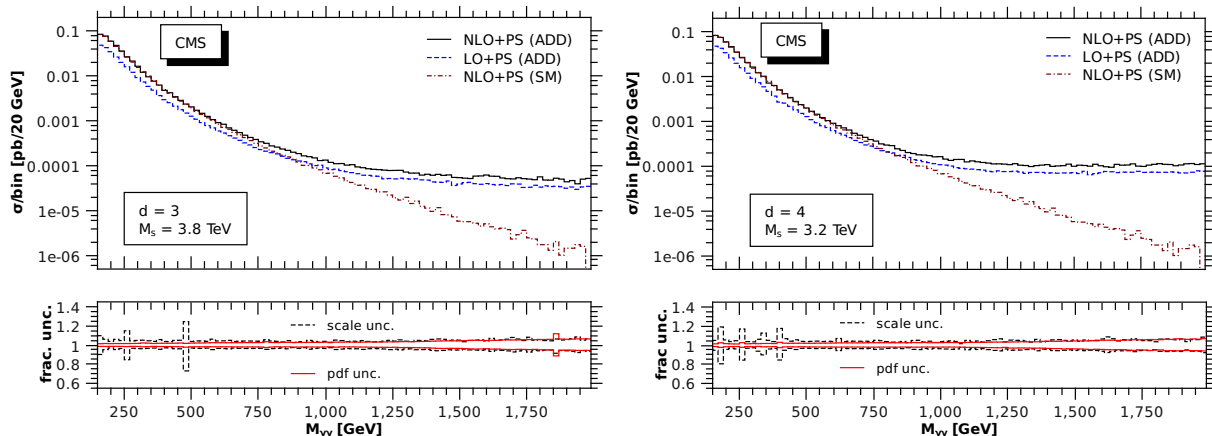 CMS
NLO+PS (ADD)
LO+PS (ADD)
NLO+PS (SM)
0.1
0.01
0.001
0.0001
1e-05
1e-06
σ/bin [pb/20 GeV]
d = 3
Ms = 3.8 TeV
1.4
1.2
1
0.8
0.6
frac. unc.
scale unc.
pdf unc.
250
500
750
1,000
1,250
1,500
1,750
Mγγ [GeV]
CMS
NLO+PS (ADD)
LO+PS (ADD)
NLO+PS (SM)
0.1
0.01
0.001
0.0001
1e-05
1e-06
σ/bin [pb/20 GeV]
d = 4
Ms = 3.2 TeV
1.4
1.2
1
0.8
0.6
frac unc.
scale unc.
pdf unc.
250
500
750
1,000
1,250
1,500
1,750
Mγγ [GeV]